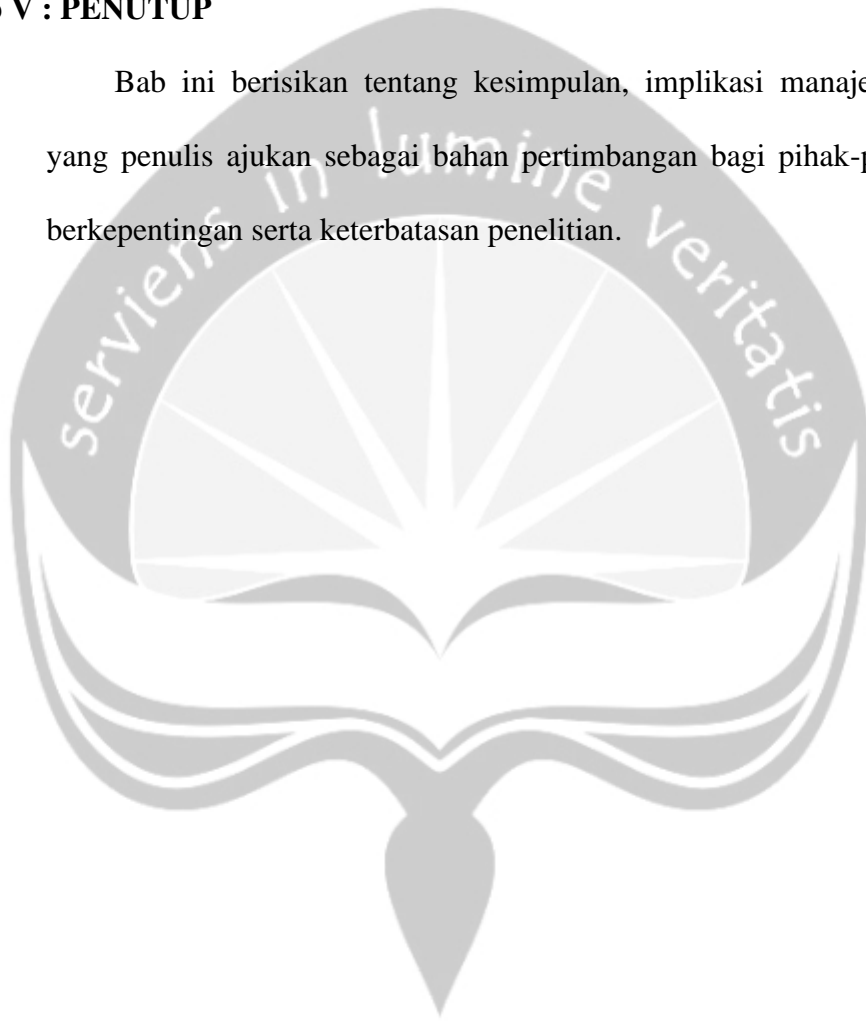 V : PENUTUP
Bab ini berisikan tentang kesimpulan, implikasi manaje
yang penulis ajukan sebagai bahan pertimbangan bagi pihak-p
berkepentingan serta keterbatasan penelitian.
serviens in lumine veritatis